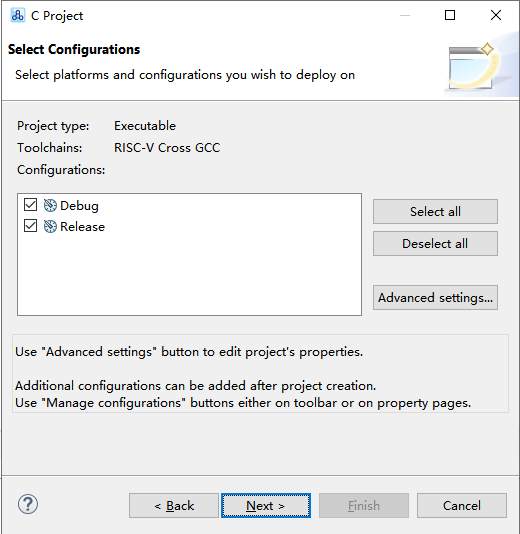 C Project
Select Configurations
Select platforms and configurations you wish to deploy on
Project type: Executable
Toolchains: RISC-V Cross GCC
Configurations:
Debug
Release
Select all
Deselect all
Advanced settings...
Use "Advanced settings" button to edit project's properties.
Additional configurations can be added after project creation.
Use "Manage configurations" buttons either on toolbar or on property pages.
?
< Back
Next >
Finish
Cancel